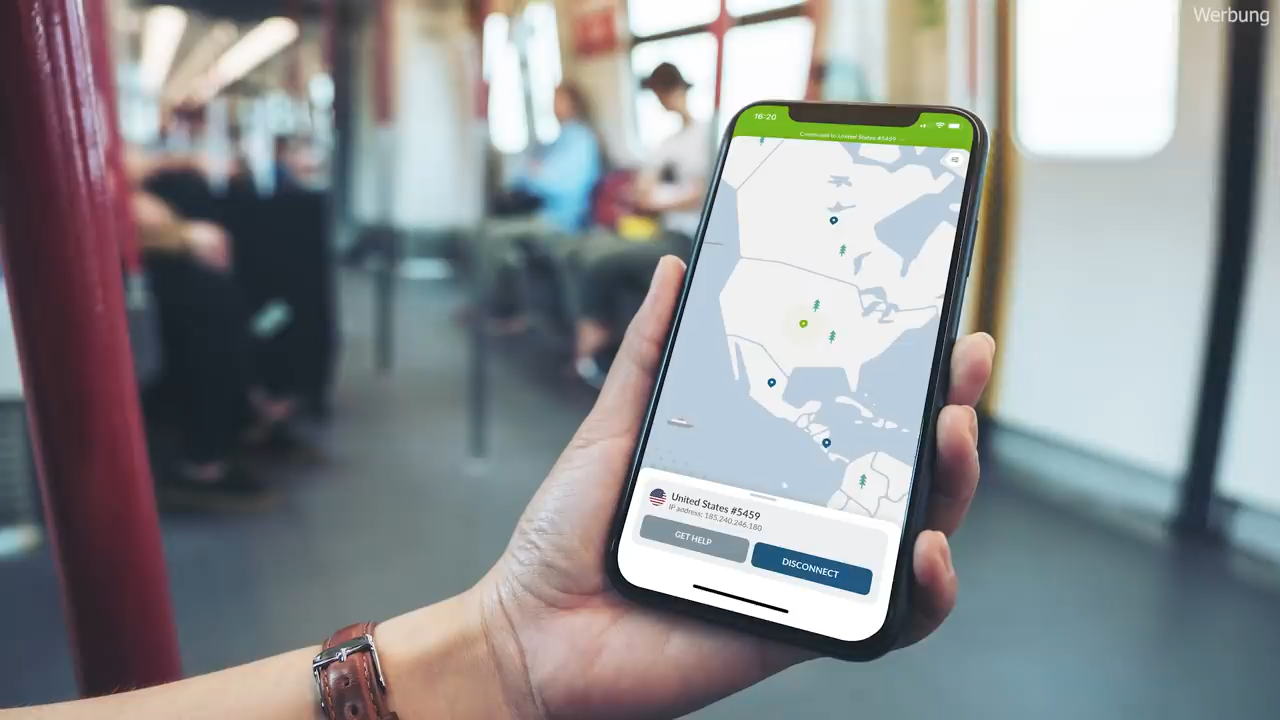 Werbung
16:20
Connected to United States #5459
United States #5459
IP address: 185.240.246.180
GET HELP
DISCONNECT